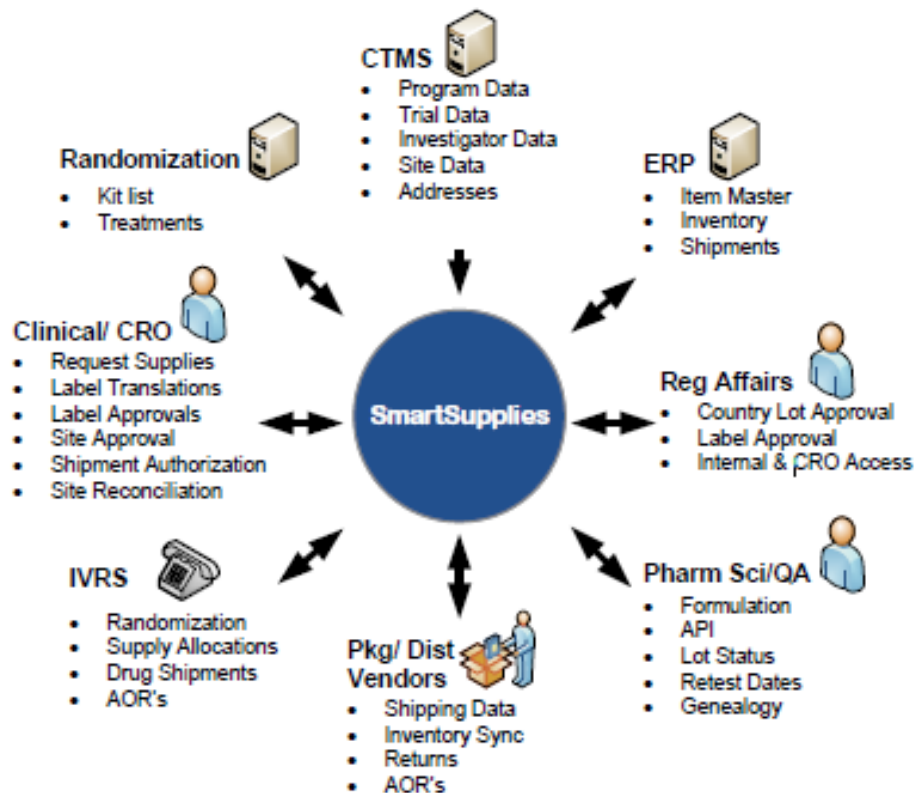 CTMS
• Program Data
• Trial Data
• Investigator Data
• Site Data
• Addresses
Randomization
• Kit list
• Treatments
ERP
• Item Master
• Inventory
• Shipments
Clinical/ CRO
• Request Supplies
• Label Translations
• Label Approvals
• Site Approval
• Shipment Authorization
• Site Reconciliation
SmartSupplies
Reg Affairs
• Country Lot Approval
• Label Approval
• Internal & CRO Access
IVRS
• Randomization
• Supply Allocations
• Drug Shipments
• AOR's
Pkg/ Dist
Vendors
• Shipping Data
• Inventory Sync
• Returns
• AOR's
Pharm Sci/QA
• Formulation
• API
• Lot Status
• Retest Dates
• Genealogy